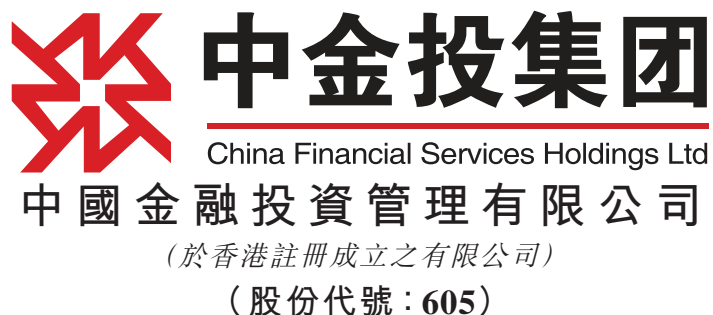 中金投集团
China Financial Services Holdings Ltd
中國金融投資管理有限公司
(於香港註冊成立之有限公司)
(股份代號:605)